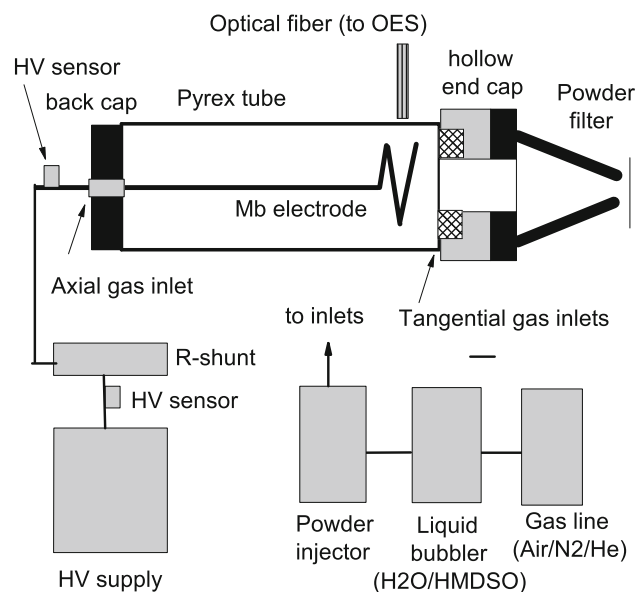 Optical fiber (to OES)
HV sensor
back cap
Pyrex tube
hollow
end cap
Powder
filter
Mb electrode
Axial gas inlet
to inlets
Tangential gas inlets
R-shunt
HV sensor
HV supply
Powder
injector
Liquid
bubbler
(H2O/HMDSO)
Gas line
(Air/N2/He)